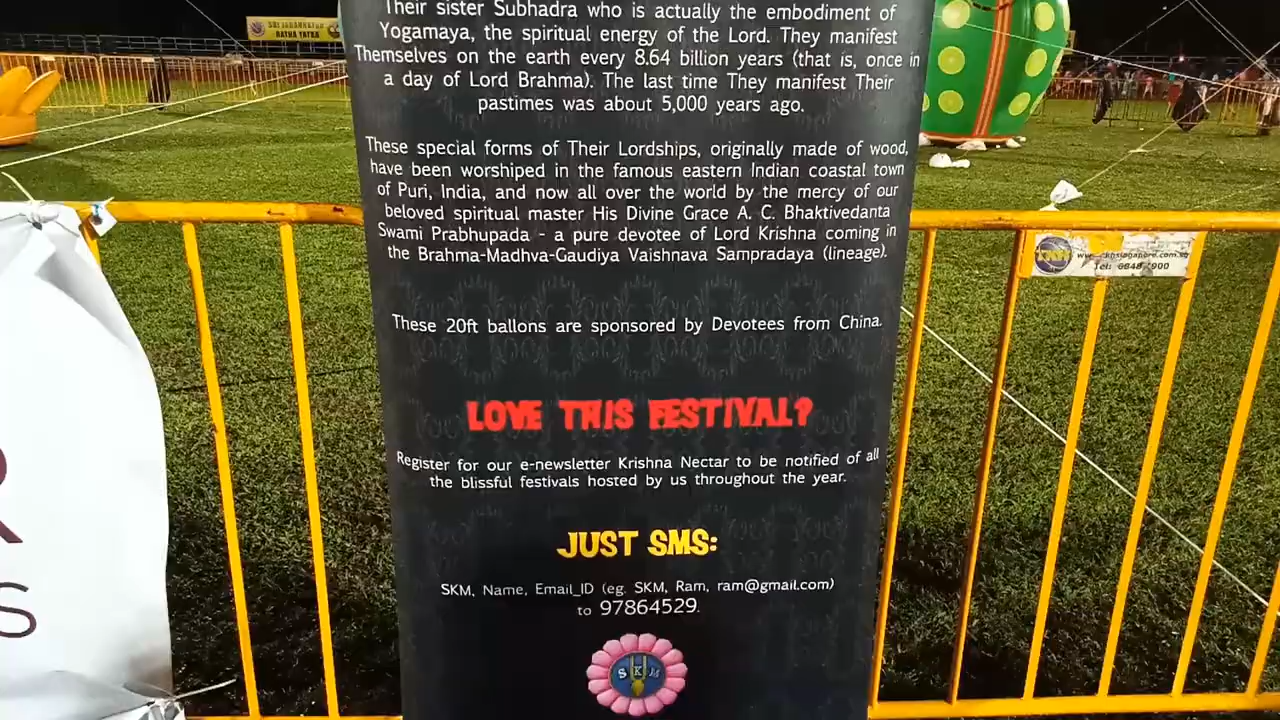 SRI JAGANNATHA
RATHA YATRA
Their sister Subhadra who is actually the embodiment of
Yogamaya, the spiritual energy of the Lord. They manifest
Themselves on the earth every 8.64 billion years (that is, once in
a day of Lord Brahma). The last time They manifest Their
pastimes was about 5,000 years ago.
These special forms of Their Lordships, originally made of wood,
have been worshiped in the famous eastern Indian coastal town
of Puri, India, and now all over the world by the mercy of our
beloved spiritual master His Divine Grace A. C. Bhaktivedanta
Swami Prabhupada - a pure devotee of Lord Krishna coming in
the Brahma-Madhva-Gaudiya Vaishnava Sampradaya (lineage).
These 20ft ballons are sponsored by Devotees from China.
LOVE THIS FESTIVAL?
Register for our e-newsletter Krishna Nectar to be notified of all
the blissful festivals hosted by us throughout the year.
JUST SMS:
SKM, Name, Email_ID (eg. SKM, Ram, ram@gmail.com)
to 97864529.
SKM
R
S
Tel: